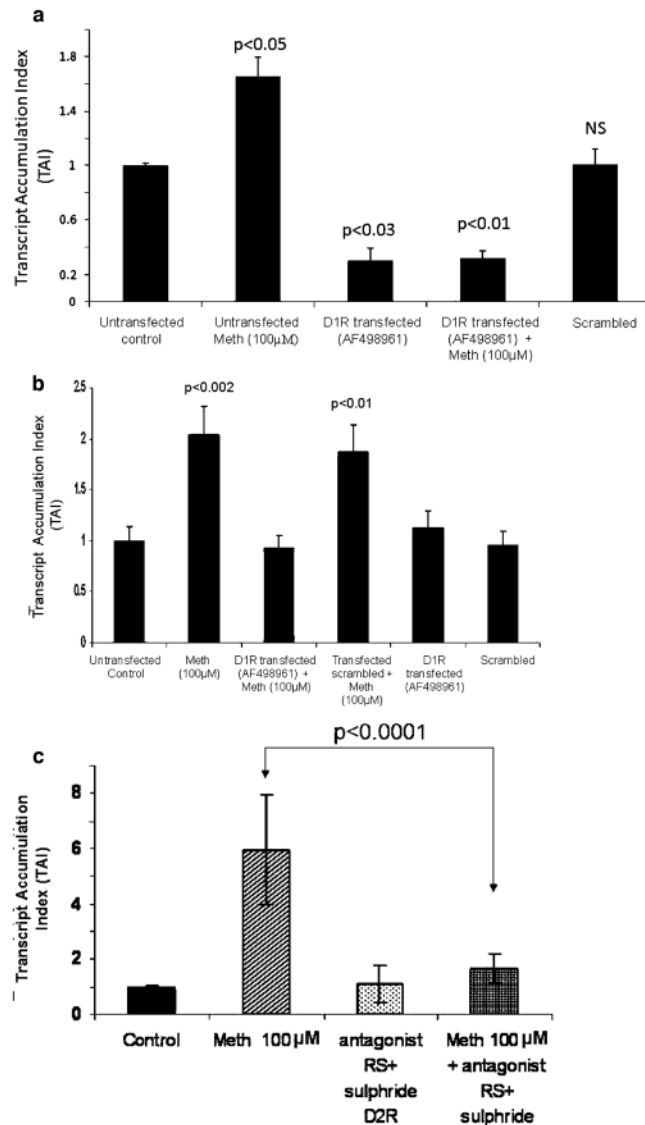 a
Transcript Accumulation Index
(TAI)
1.8
1
0.6
0.2
0
p<0.05
p<0.03
p<0.01
NS
Untransfected
control
Untransfected
Meth (100µM)
D1R transfected
(AF498961)
D1R transfected
(AF498961) +
Meth (100µM)
Scrambled
b
Transcript Accumulation Index
(TAI)
2.5
2
1.5
1
0.5
0
p<0.002
p<0.01
Untransfected
Control
Meth
(100µM)
D1R transfected
(AF498961) +
Meth (100µM)
Transfected
scrambled +
Meth
(100µM)
D1R
transfected
(AF498961)
Scrambled
c
Transcript Accumulation
Index (TAI)
8
6
4
2
0
p<0.0001
Control
Meth 100µM
antagonist
RS+
sulphride
D2R
Meth 100µM
+ antagonist
RS+
sulphride